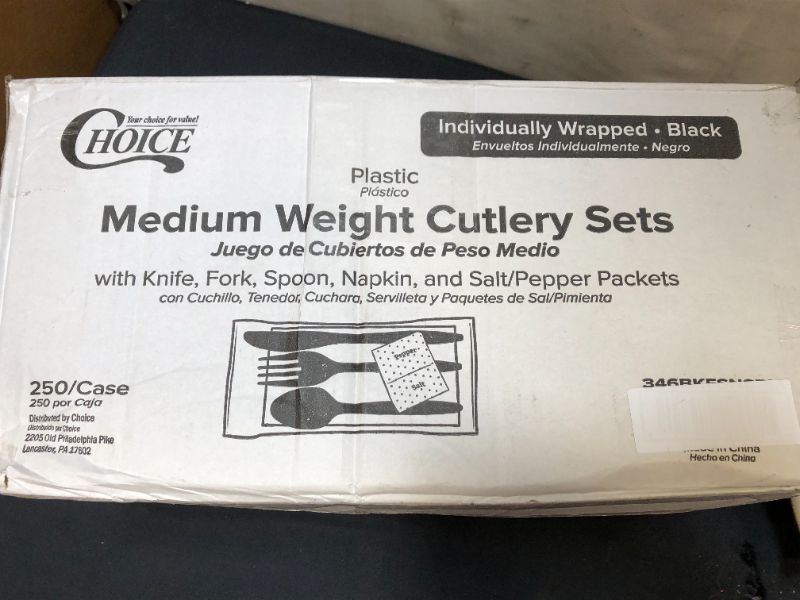 Your choice for value!
CHOICE
Individually Wrapped • Black
Envueltos Individualmente • Negro
Plastic
Plástico
Medium Weight Cutlery Sets
Juego de Cubiertos de Peso Medio
with Knife, Fork, Spoon, Napkin, and Salt/Pepper Packets
con Cuchillo, Tenedor, Cuchara, Servilleta y Paquetes de Sal/Pimienta
Pepper
Salt
250/Case
250 por Caja
Distributed by Choice
Distribuido por Choice
2205 Old Philadelphia Pike
Lancaster, PA 17602
Made in China
Hecho en China